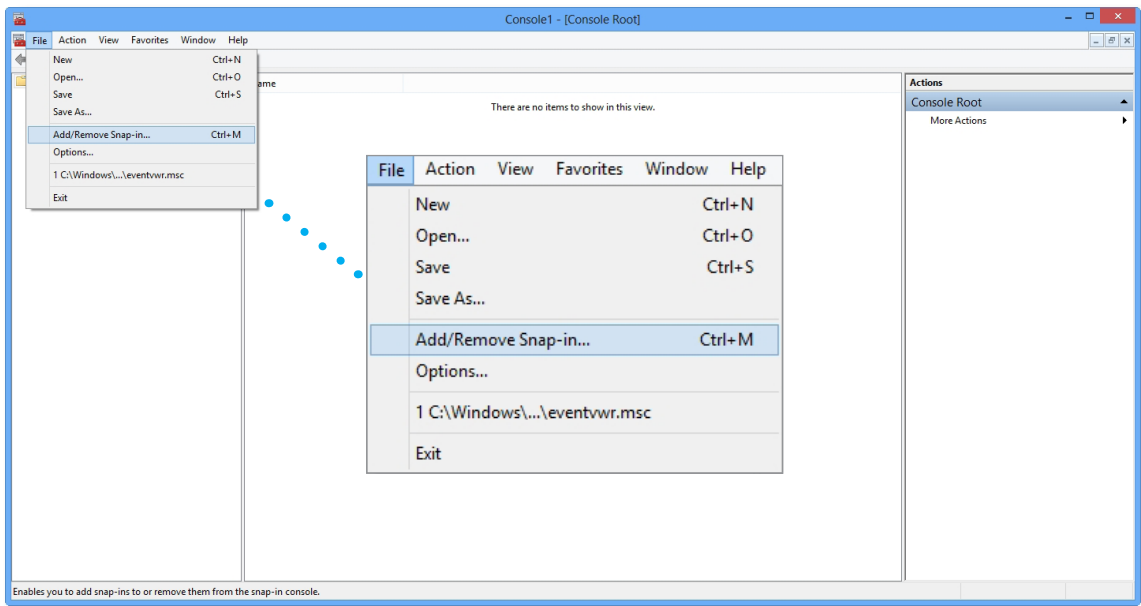 Console1 - [Console Root]
File Action View Favorites Window Help
New Ctrl+N
Open... Ctrl+O
Save Ctrl+S
Save As...
Add/Remove Snap-in... Ctrl+M
Options...
1 C:\Windows\...\eventvwr.msc
Exit
ame
There are no items to show in this view.
Actions
Console Root
More Actions
File Action View Favorites Window Help
New Ctrl+N
Open... Ctrl+O
Save Ctrl+S
Save As...
Add/Remove Snap-in... Ctrl+M
Options...
1 C:\Windows\...\eventvwr.msc
Exit
Enables you to add snap-ins to or remove them from the snap-in console.